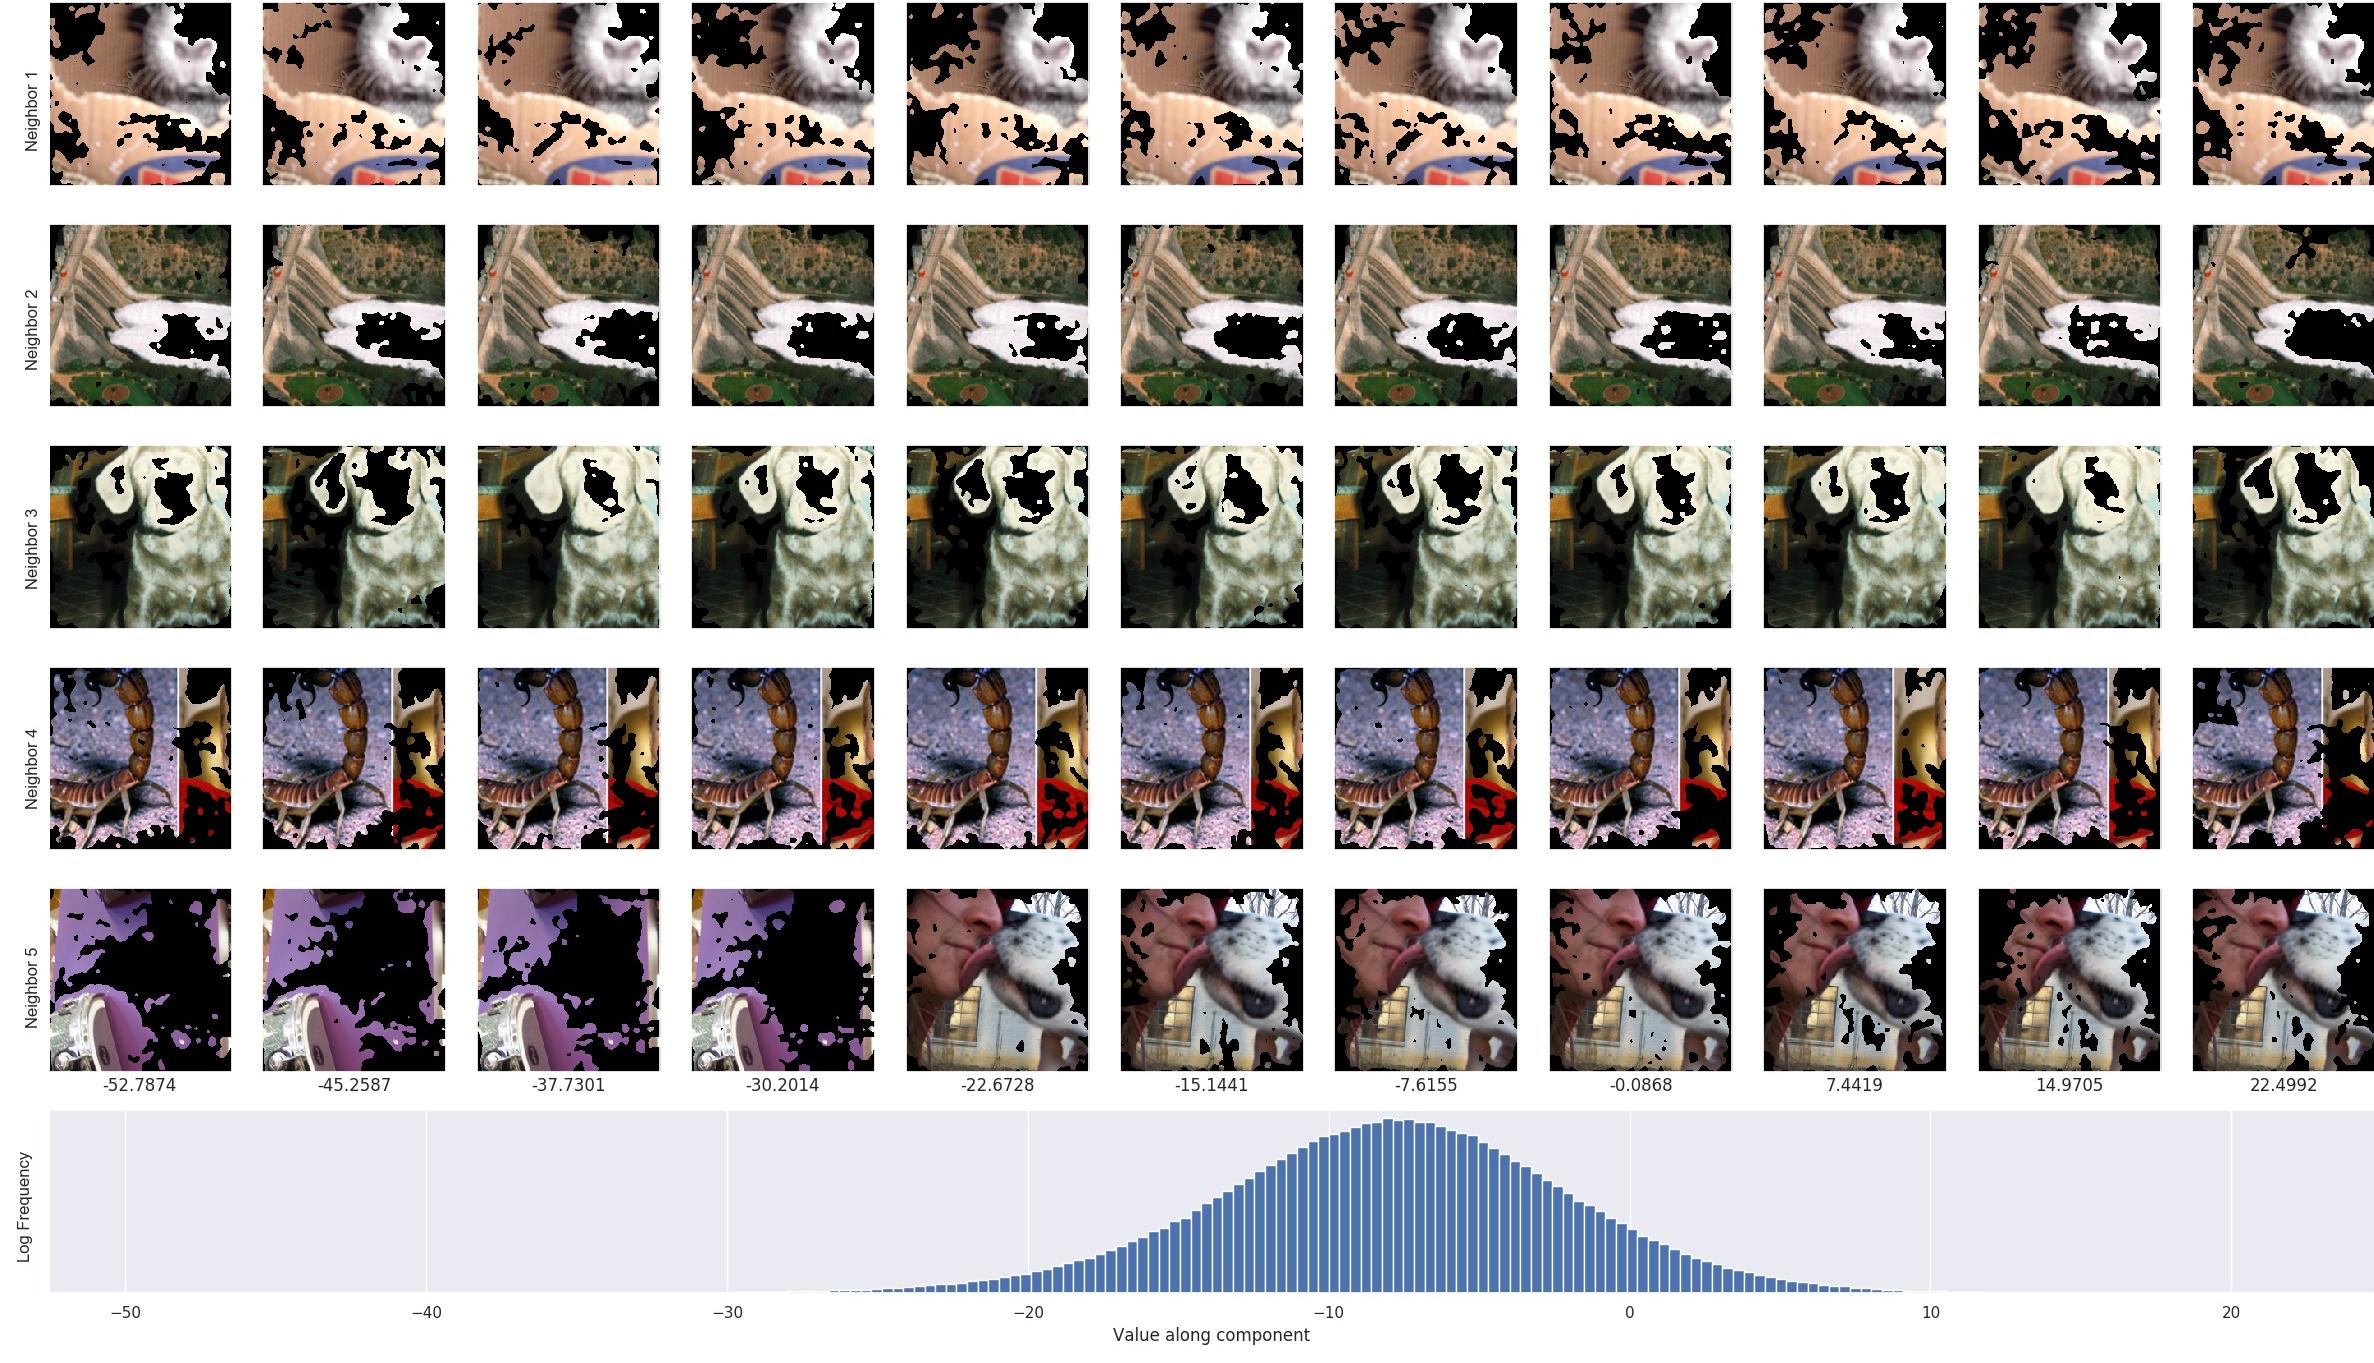 Neighbor 1
Neighbor 2
Neighbor 3
Neighbor 4
Neighbor 5
-52.7874 -45.2587 -37.7301 -30.2014 -22.6728 -15.1441 -7.6155 -0.0868 7.4419 14.9705 22.4992
Log Frequency
−50 −40 −30 −20 −10 0 10 20
Value along component